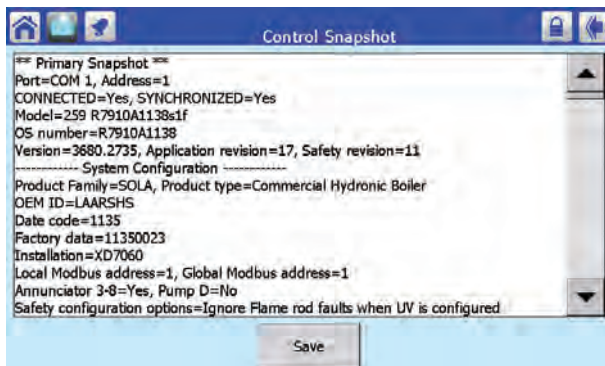 Control Snapshot
** Primary Snapshot **
Port=COM 1, Address=1
CONNECTED=Yes, SYNCHRONIZED=Yes
Model=259 R7910A1138s1f
OS number=R7910A1138
Version=3680.2735, Application revision=17, Safety revision=11
------------ System Configuration ------------
Product Family=SOLA, Product type=Commercial Hydronic Boiler
OEM ID=LAARSHS
Date code=1135
Factory data=11350023
Installation=XD7060
Local Modbus address=1, Global Modbus address=1
Annunciator 3-8=Yes, Pump D=No
Safety configuration options=Ignore Flame rod faults when UV is configured
Save